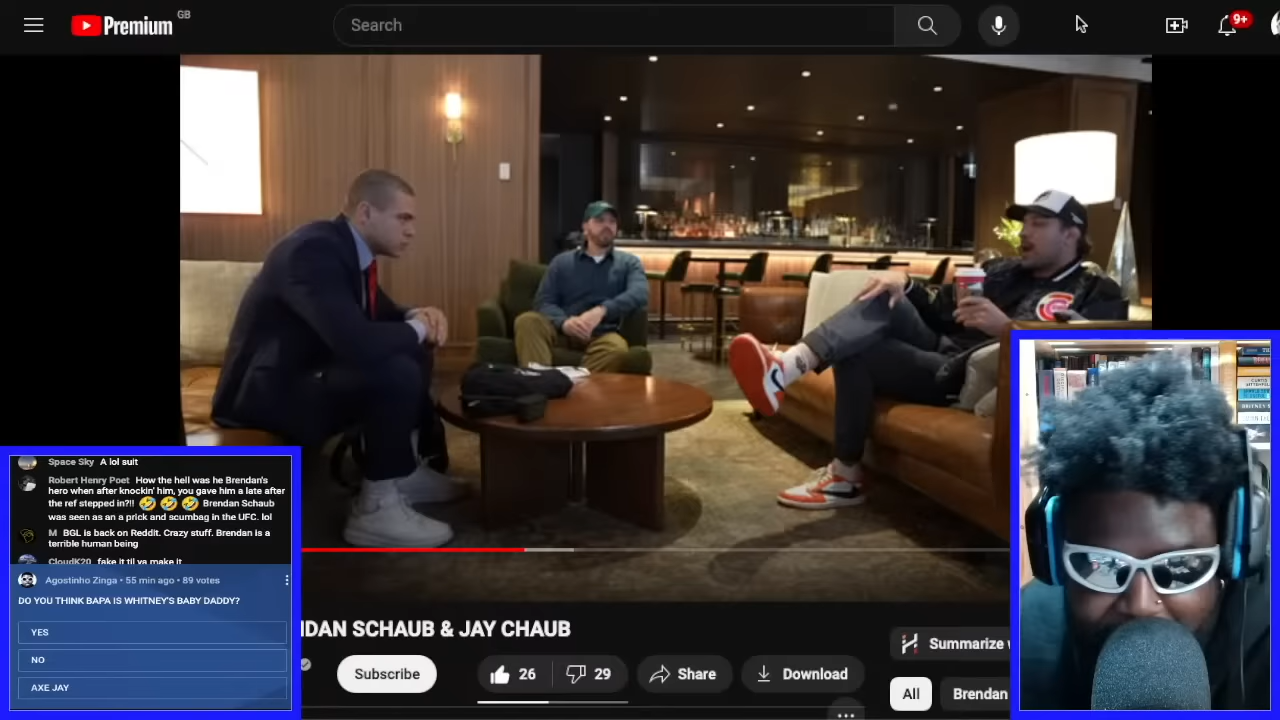 Premium GB
Search
9+
Space Sky A lol suit
Robert Henry Poet How the hell was he Brendan's
hero when after knockin' him, you gave him a late after
the ref stepped in?!! 🤣 🤣 🤣 Brendan Schaub
was seen as an a prick and scumbag in the UFC. lol
M BGL is back on Reddit. Crazy stuff. Brendan is a
terrible human being
CloudK20 fake it til ya make it
Agostinho Zinga • 55 min ago • 89 votes
DO YOU THINK BAPA IS WHITNEY'S BABY DADDY?
YES
NO
AXE JAY
IDAN SCHAUB & JAY CHAUB
Subscribe
26
29
Share
Download
Summarize
All
Brendan